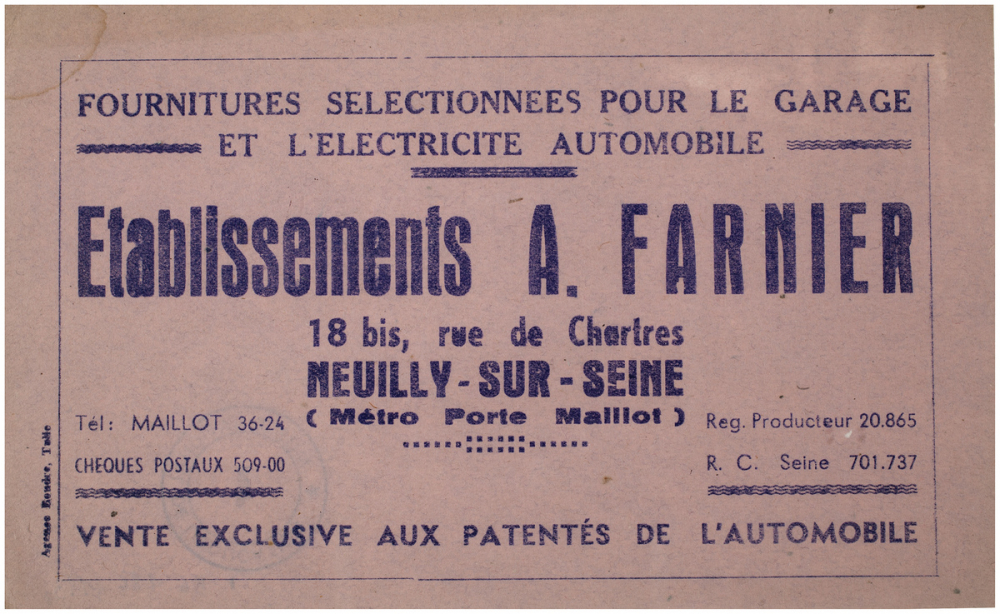 FOURNITURES SELECTIONNEES POUR LE GARAGE
ET L'ELECTRICITE AUTOMOBILE
Etablissements A. FARNIER
18 bis, rue de Chartres
NEUILLY-SUR-SEINE
(Métro Porte Maillot)
Tél: MAILLOT 36-24
CHEQUES POSTAUX 509-00
Reg. Producteur 20.865
R. C. Seine 701.737
VENTE EXCLUSIVE AUX PATENTÉS DE L'AUTOMOBILE